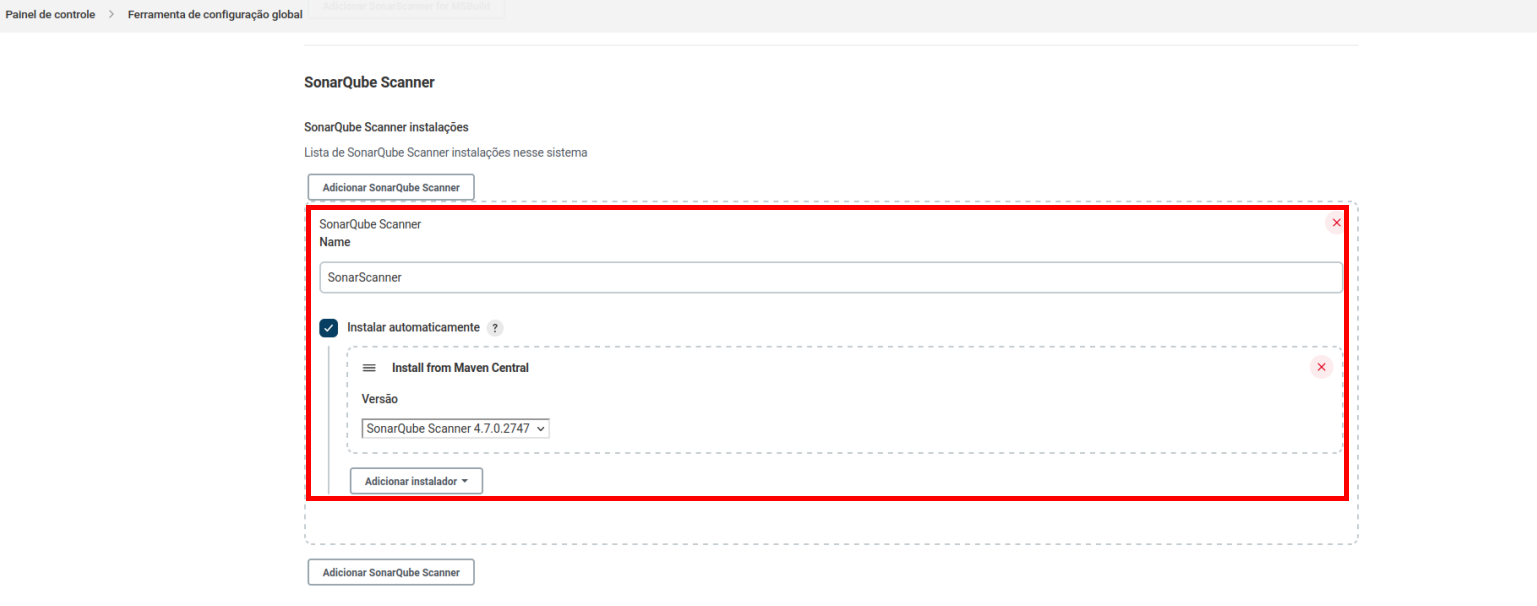 Painel de controle > Ferramenta de configuração global
Adicionar SonarScanner for MSBuild
SonarQube Scanner
SonarQube Scanner instalações
Lista de SonarQube Scanner instalações nesse sistema
Adicionar SonarQube Scanner
SonarQube Scanner
Name
SonarScanner
Instalar automaticamente ?
Install from Maven Central
Versão
SonarQube Scanner 4.7.0.2747
Adicionar instalador
Adicionar SonarQube Scanner